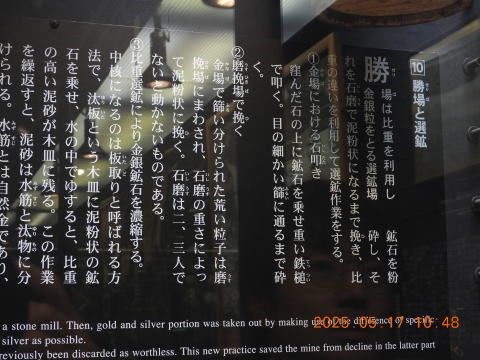 10 勝場と選鉱
勝場は比重を利用し 鉱石を粉
金銀粒をとる選鉱場 砕し、そ
れを石磨で泥粉状になるまで挽き、比
重の違いを利用して選鉱作業をする。
①金場における石叩き
窪んだ石の上に鉱石を乗せ重い鉄槌
で叩く。目の細かい篩に通るまで砕
く。
②磨挽場で挽く
金場で篩い分けられた荒い粒子は磨
挽場にまわされ、石磨の重さによっ
て泥粉状に挽く。石磨は二、三人で
ないと動かないものである。
③比重選鉱により金銀鉱石を濃縮する。
中核になるのは板取りと呼ばれる方
法で、汰板という木皿に泥粉状の鉱
石を乗せ、水の中でゆすると、比重
の高い泥砂が木皿に残る。この作業
を繰返すと、泥砂は水筋と汰物に分
けられる。水筋とは自然金であり、
a stone mill. Then, gold and silver portion was taken out by making use of the difference of specific
silver as possible.
reviously been discarded as worthless. This new practice saved the mine from decline in the latter part
2025/05/17 10:48